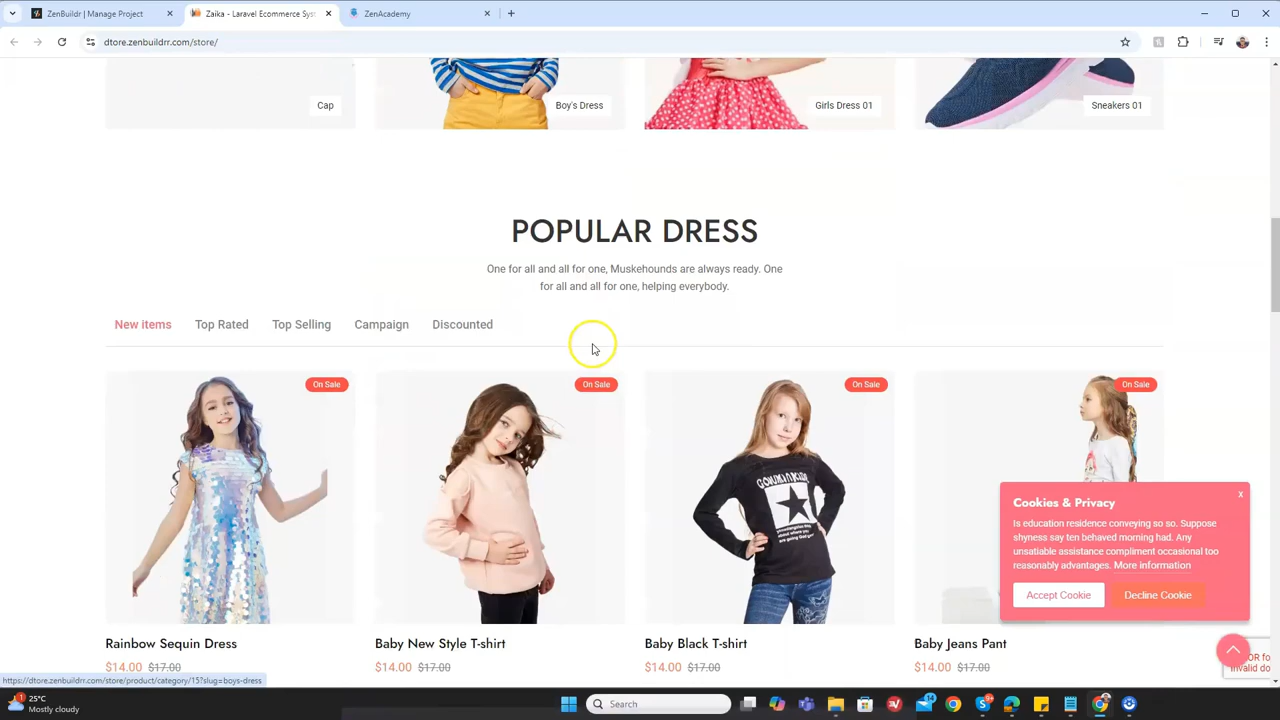 ZenBuildr | Manage Project
Zaika - Laravel Ecommerce Sys
ZenAcademy
dtore.zenbuildrr.com/store/
Cap
Boy's Dress
Girls Dress 01
Sneakers 01
POPULAR DRESS
One for all and all for one, Muskehounds are always ready. One
for all and all for one, helping everybody.
New items
Top Rated
Top Selling
Campaign
Discounted
On Sale
On Sale
On Sale
On Sale
Cookies & Privacy
X
Is education residence conveying so so. Suppose
shyness say ten behaved morning had. Any
unsatiable assistance compliment occasional too
reasonably advantages. More information
Accept Cookie
Decline Cookie
Rainbow Sequin Dress
Baby New Style T-shirt
Baby Black T-shirt
Baby Jeans Pant
$14.00 $17.00
$14.00 $17.00
$14.00 $17.00
$14.00 $17.00
https://dtore.zenbuildrr.com/store/product/category/15?slug=boys-dress
25°C
Mostly cloudy
Search